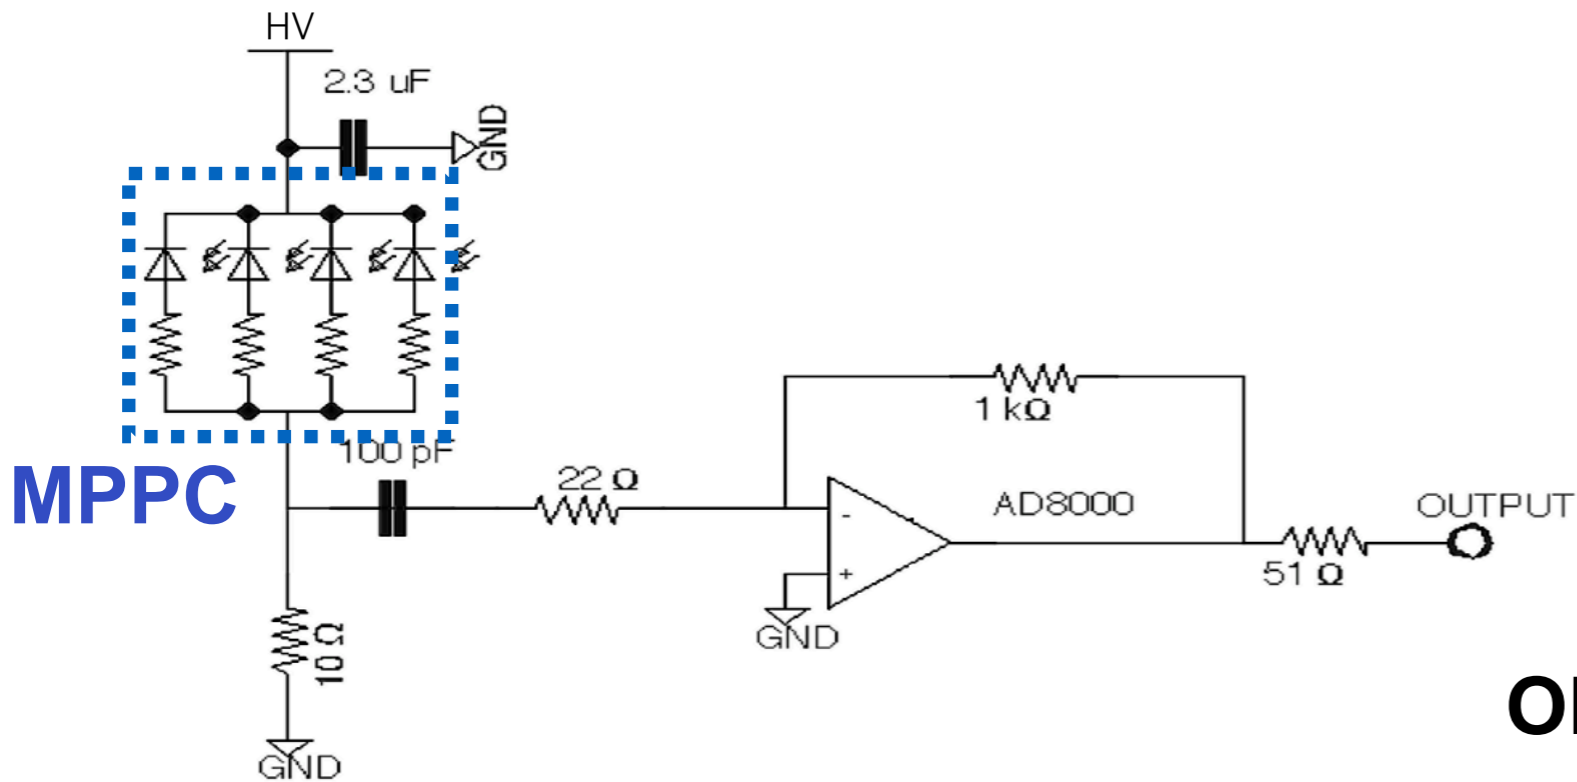 HV
2.3 uF
GND
MPPC
100 pF
22 Ω
1 kΩ
-
AD8000
OUTPUT
+
51 Ω
GND
10 Ω
GND